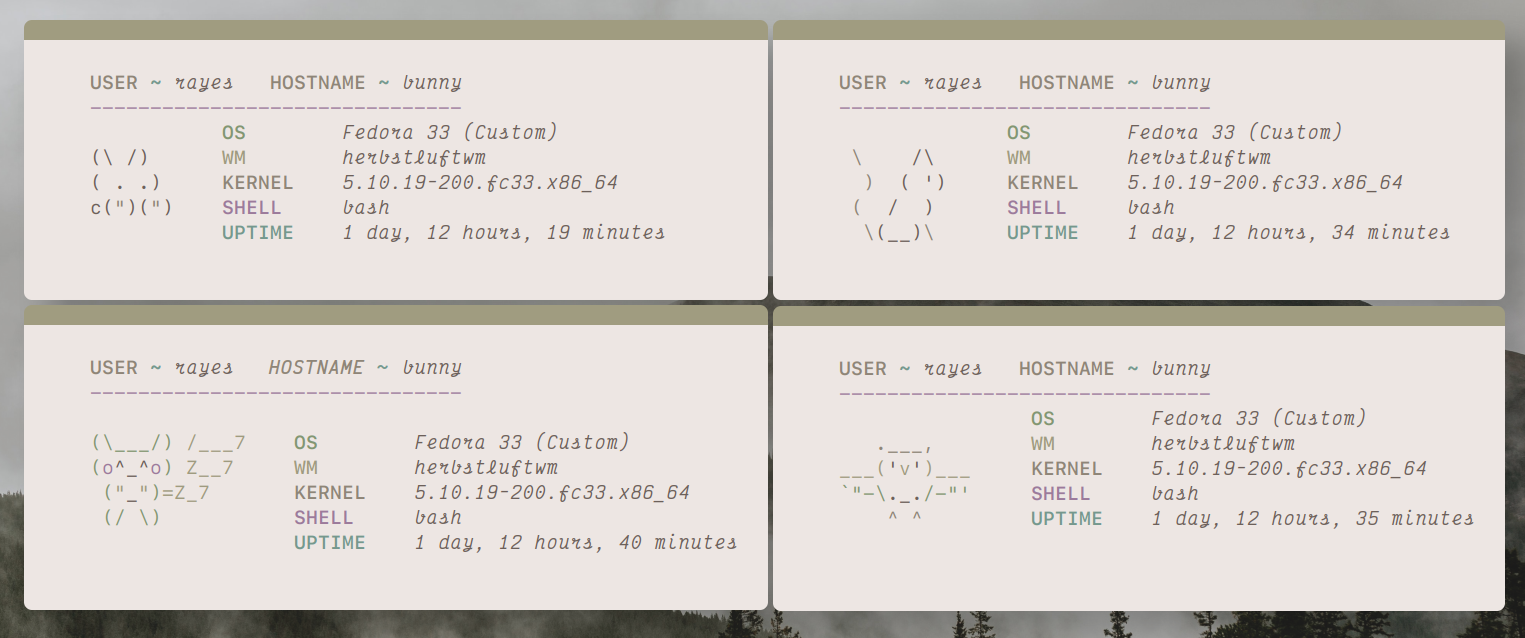 USER ~ rayes HOSTNAME ~ bunny
-------------------------------
OS Fedora 33 (Custom)
(\ /) WM herbstluftwm
( . .) KERNEL 5.10.19-200.fc33.x86_64
c(")(") SHELL bash
UPTIME 1 day, 12 hours, 19 minutes
USER ~ rayes HOSTNAME ~ bunny
-------------------------------
OS Fedora 33 (Custom)
\    /\ WM herbstluftwm
 )  ( ') KERNEL 5.10.19-200.fc33.x86_64
(  /  ) SHELL bash
 \(__)\ UPTIME 1 day, 12 hours, 34 minutes
USER ~ rayes HOSTNAME ~ bunny
-------------------------------
(\___/) /___7 OS Fedora 33 (Custom)
(o^_^o) Z__7 WM herbstluftwm
 ("_")=Z_7 KERNEL 5.10.19-200.fc33.x86_64
 (/ \) SHELL bash
UPTIME 1 day, 12 hours, 40 minutes
USER ~ rayes HOSTNAME ~ bunny
-------------------------------
OS Fedora 33 (Custom)
   .___, WM herbstluftwm
___('v')___ KERNEL 5.10.19-200.fc33.x86_64
`"-\._./-"' SHELL bash
    ^ ^ UPTIME 1 day, 12 hours, 35 minutes